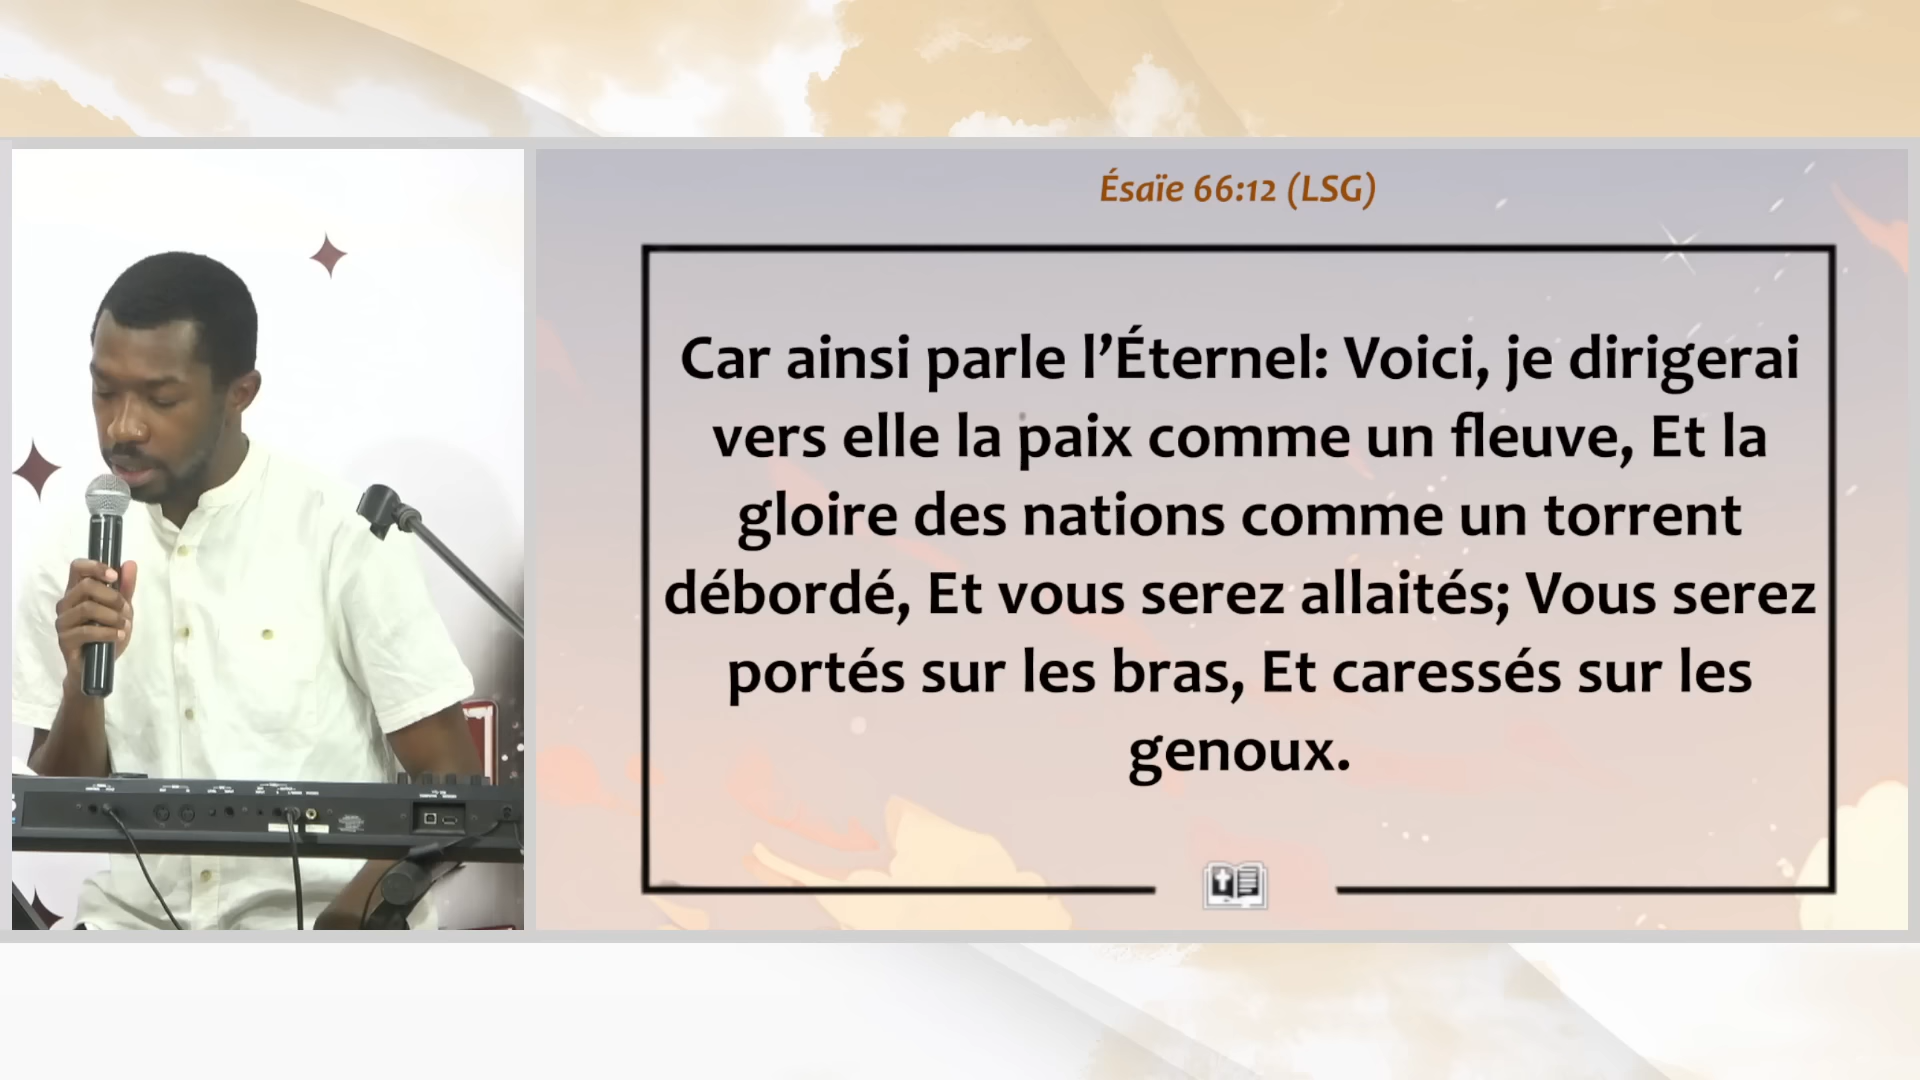 Ésaïe 66:12 (LSG)
Car ainsi parle l’Éternel: Voici, je dirigerai
vers elle la paix comme un fleuve, Et la
gloire des nations comme un torrent
débordé, Et vous serez allaités; Vous serez
portés sur les bras, Et caressés sur les
genoux.